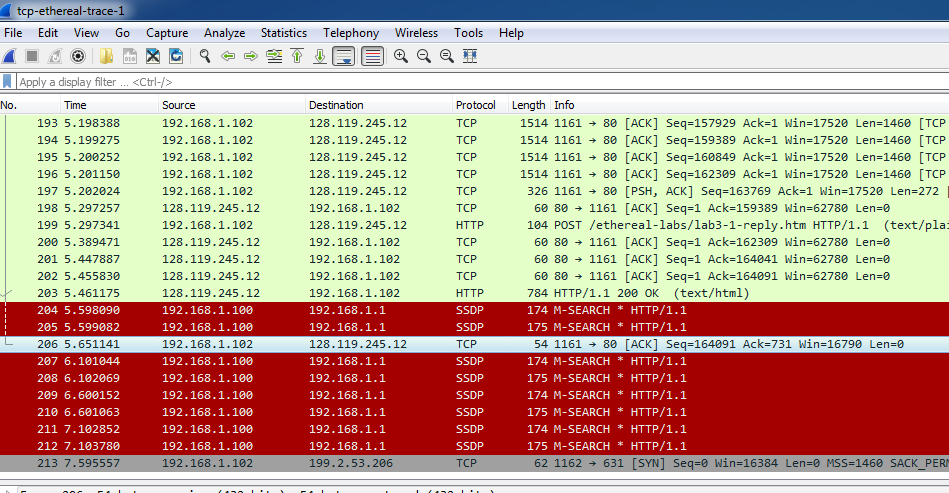 tcp-ethereal-trace-1
File Edit View Go Capture Analyze Statistics Telephony Wireless Tools Help
Apply a display filter ... <Ctrl-/>
No. Time Source Destination Protocol Length Info
193 5.198388 192.168.1.102 128.119.245.12 TCP 1514 1161 → 80 [ACK] Seq=157929 Ack=1 Win=17520 Len=1460 [TCP
194 5.199275 192.168.1.102 128.119.245.12 TCP 1514 1161 → 80 [ACK] Seq=159389 Ack=1 Win=17520 Len=1460 [TCP
195 5.200252 192.168.1.102 128.119.245.12 TCP 1514 1161 → 80 [ACK] Seq=160849 Ack=1 Win=17520 Len=1460 [TCP
196 5.201150 192.168.1.102 128.119.245.12 TCP 1514 1161 → 80 [ACK] Seq=162309 Ack=1 Win=17520 Len=1460 [TCP
197 5.202024 192.168.1.102 128.119.245.12 TCP 326 1161 → 80 [PSH, ACK] Seq=163769 Ack=1 Win=17520 Len=272 [
198 5.297257 128.119.245.12 192.168.1.102 TCP 60 80 → 1161 [ACK] Seq=1 Ack=159389 Win=62780 Len=0
199 5.297341 192.168.1.102 128.119.245.12 HTTP 104 POST /ethereal-labs/lab3-1-reply.htm HTTP/1.1 (text/plai
200 5.389471 128.119.245.12 192.168.1.102 TCP 60 80 → 1161 [ACK] Seq=1 Ack=162309 Win=62780 Len=0
201 5.447887 128.119.245.12 192.168.1.102 TCP 60 80 → 1161 [ACK] Seq=1 Ack=164041 Win=62780 Len=0
202 5.455830 128.119.245.12 192.168.1.102 TCP 60 80 → 1161 [ACK] Seq=1 Ack=164091 Win=62780 Len=0
203 5.461175 128.119.245.12 192.168.1.102 HTTP 784 HTTP/1.1 200 OK (text/html)
204 5.598090 192.168.1.100 192.168.1.1 SSDP 174 M-SEARCH * HTTP/1.1
205 5.599082 192.168.1.100 192.168.1.1 SSDP 175 M-SEARCH * HTTP/1.1
206 5.651141 192.168.1.102 128.119.245.12 TCP 54 1161 → 80 [ACK] Seq=164091 Ack=731 Win=16790 Len=0
207 6.101044 192.168.1.100 192.168.1.1 SSDP 174 M-SEARCH * HTTP/1.1
208 6.102069 192.168.1.100 192.168.1.1 SSDP 175 M-SEARCH * HTTP/1.1
209 6.600152 192.168.1.100 192.168.1.1 SSDP 174 M-SEARCH * HTTP/1.1
210 6.601063 192.168.1.100 192.168.1.1 SSDP 175 M-SEARCH * HTTP/1.1
211 7.102852 192.168.1.100 192.168.1.1 SSDP 174 M-SEARCH * HTTP/1.1
212 7.103780 192.168.1.100 192.168.1.1 SSDP 175 M-SEARCH * HTTP/1.1
213 7.595557 192.168.1.102 199.2.53.206 TCP 62 1162 → 631 [SYN] Seq=0 Win=16384 Len=0 MSS=1460 SACK_PERM